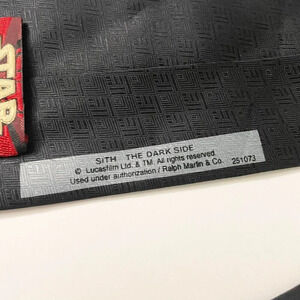 STAR
SITH THE DARK SIDE
© Lucasfilm Ltd. & TM. All rights reserved
Used under authorization / Ralph Marlin & Co. 251073